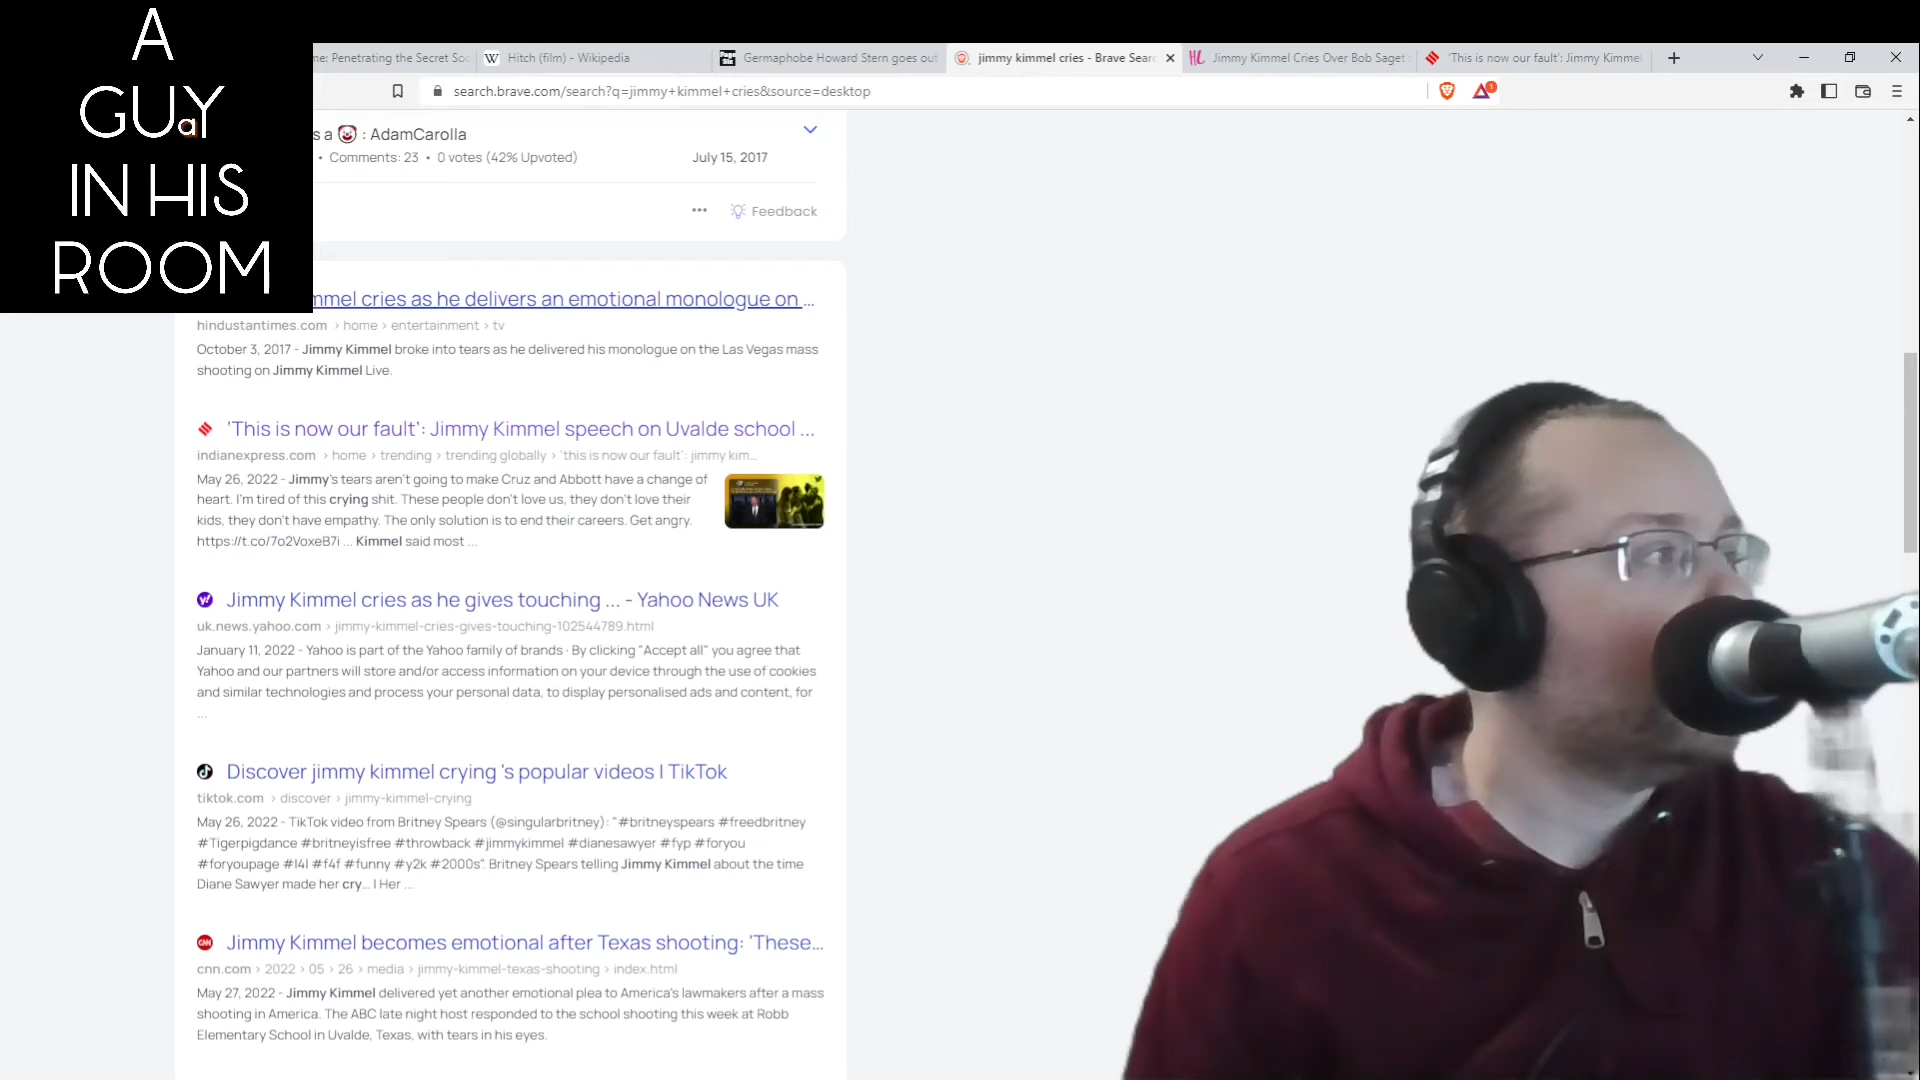 A
GUY
a
IN HIS
ROOM
me: Penetrating the Secret Soc
Hitch (film) - Wikipedia
Germaphobe Howard Stern goes out
jimmy kimmel cries - Brave Sear
Jimmy Kimmel Cries Over Bob Saget's
'This is now our fault': Jimmy Kimmel
search.brave.com/search?q=jimmy+kimmel+cries&source=desktop
1
s a 🤡 : AdamCarolla
• Comments: 23 • 0 votes (42% Upvoted)
July 15, 2017
Feedback
mmel cries as he delivers an emotional monologue on ...
hindustantimes.com › home › entertainment › tv
October 3, 2017 - Jimmy Kimmel broke into tears as he delivered his monologue on the Las Vegas mass
shooting on Jimmy Kimmel Live.
'This is now our fault': Jimmy Kimmel speech on Uvalde school ...
indianexpress.com › home › trending › trending globally › 'this is now our fault': jimmy kim...
May 26, 2022 - Jimmy's tears aren't going to make Cruz and Abbott have a change of
heart. I'm tired of this crying shit. These people don't love us, they don't love their
kids, they don't have empathy. The only solution is to end their careers. Get angry.
https://t.co/7o2VoxeB7i ... Kimmel said most ...
Jimmy Kimmel cries as he gives touching ... - Yahoo News UK
uk.news.yahoo.com › jimmy-kimmel-cries-gives-touching-102544789.html
January 11, 2022 - Yahoo is part of the Yahoo family of brands · By clicking "Accept all" you agree that
Yahoo and our partners will store and/or access information on your device through the use of cookies
and similar technologies and process your personal data, to display personalised ads and content, for
...
Discover jimmy kimmel crying 's popular videos | TikTok
tiktok.com › discover › jimmy-kimmel-crying
May 26, 2022 - TikTok video from Britney Spears (@singularbritney): "#britneyspears #freedbritney
#Tigerpigdance #britneyisfree #throwback #jimmykimmel #dianesawyer #fyp #foryou
#foryoupage #l4l #f4f #funny #y2k #2000s". Britney Spears telling Jimmy Kimmel about the time
Diane Sawyer made her cry.. | Her ...
Jimmy Kimmel becomes emotional after Texas shooting: 'These...
cnn.com › 2022 › 05 › 26 › media › jimmy-kimmel-texas-shooting › index.html
May 27, 2022 - Jimmy Kimmel delivered yet another emotional plea to America's lawmakers after a mass
shooting in America. The ABC late night host responded to the school shooting this week at Robb
Elementary School in Uvalde, Texas, with tears in his eyes.